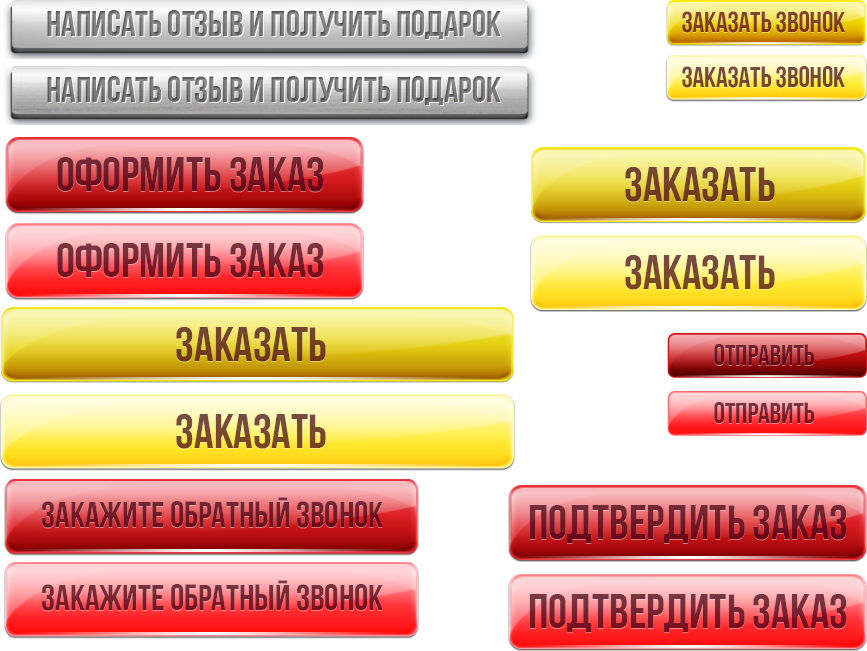 НАПИСАТЬ ОТЗЫВ И ПОЛУЧИТЬ ПОДАРОК
ЗАКАЗАТЬ ЗВОНОК
НАПИСАТЬ ОТЗЫВ И ПОЛУЧИТЬ ПОДАРОК
ЗАКАЗАТЬ ЗВОНОК
ОФОРМИТЬ ЗАКАЗ
ЗАКАЗАТЬ
ОФОРМИТЬ ЗАКАЗ
ЗАКАЗАТЬ
ЗАКАЗАТЬ
ОТПРАВИТЬ
ЗАКАЗАТЬ
ОТПРАВИТЬ
ЗАКАЖИТЕ ОБРАТНЫЙ ЗВОНОК
ПОДТВЕРДИТЬ ЗАКАЗ
ЗАКАЖИТЕ ОБРАТНЫЙ ЗВОНОК
ПОДТВЕРДИТЬ ЗАКАЗ